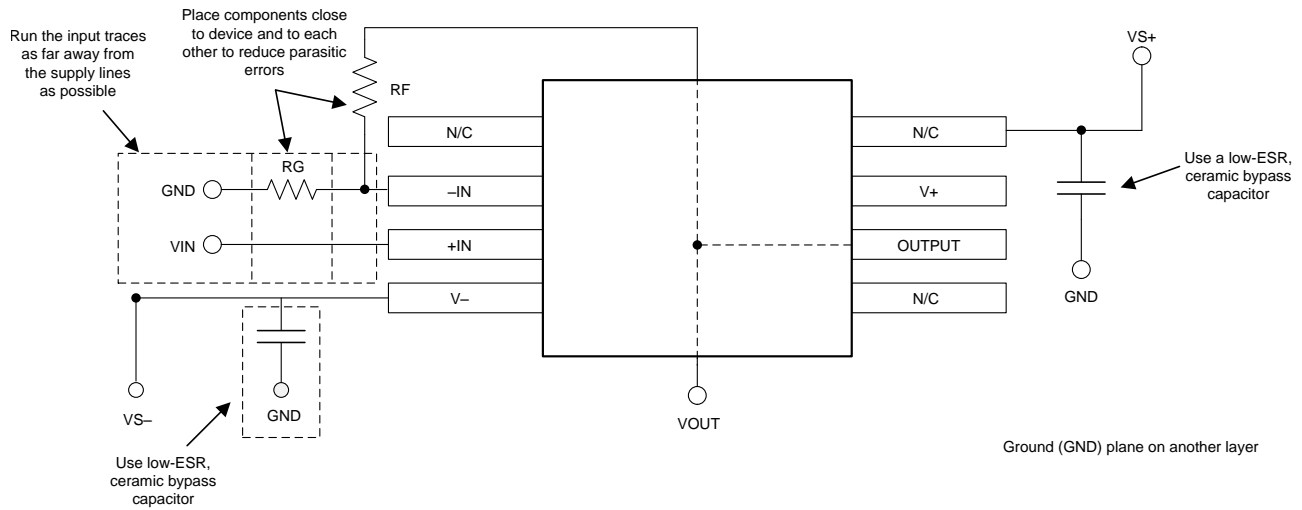 Run the input traces
as far away from
the supply lines
as possible
Place components close
to device and to each
other to reduce parasitic
errors
VS+
RF
N/C
N/C
Use a low-ESR,
ceramic bypass
capacitor
RG
GND
–IN
V+
VIN
+IN
OUTPUT
V–
N/C
GND
VS–
GND
VOUT
Ground (GND) plane on another layer
Use low-ESR,
ceramic bypass
capacitor